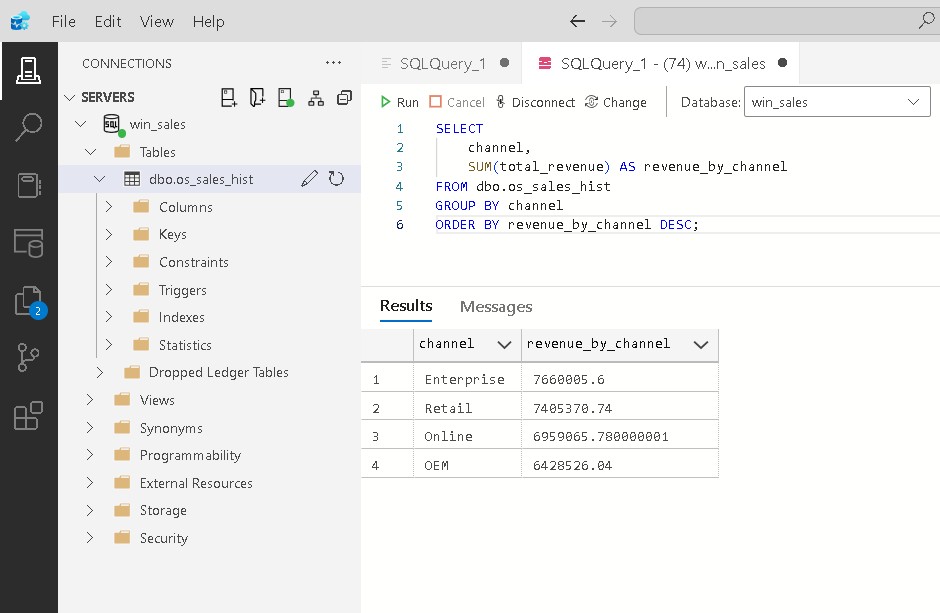 File Edit View Help
CONNECTIONS ...
SERVERS
win_sales
Tables
dbo.os_sales_hist
Columns
Keys
Constraints
Triggers
Indexes
Statistics
Dropped Ledger Tables
Views
Synonyms
Programmability
External Resources
Storage
Security
2
SQLQuery_1
SQLQuery_1 - (74) w...n_sales
Run Cancel Disconnect Change Database: win_sales
1 SELECT
2 channel,
3 SUM(total_revenue) AS revenue_by_channel
4 FROM dbo.os_sales_hist
5 GROUP BY channel
6 ORDER BY revenue_by_channel DESC;
Results Messages
channel revenue_by_channel
1 Enterprise 7660005.6
2 Retail 7405370.74
3 Online 6959065.780000001
4 OEM 6428526.04